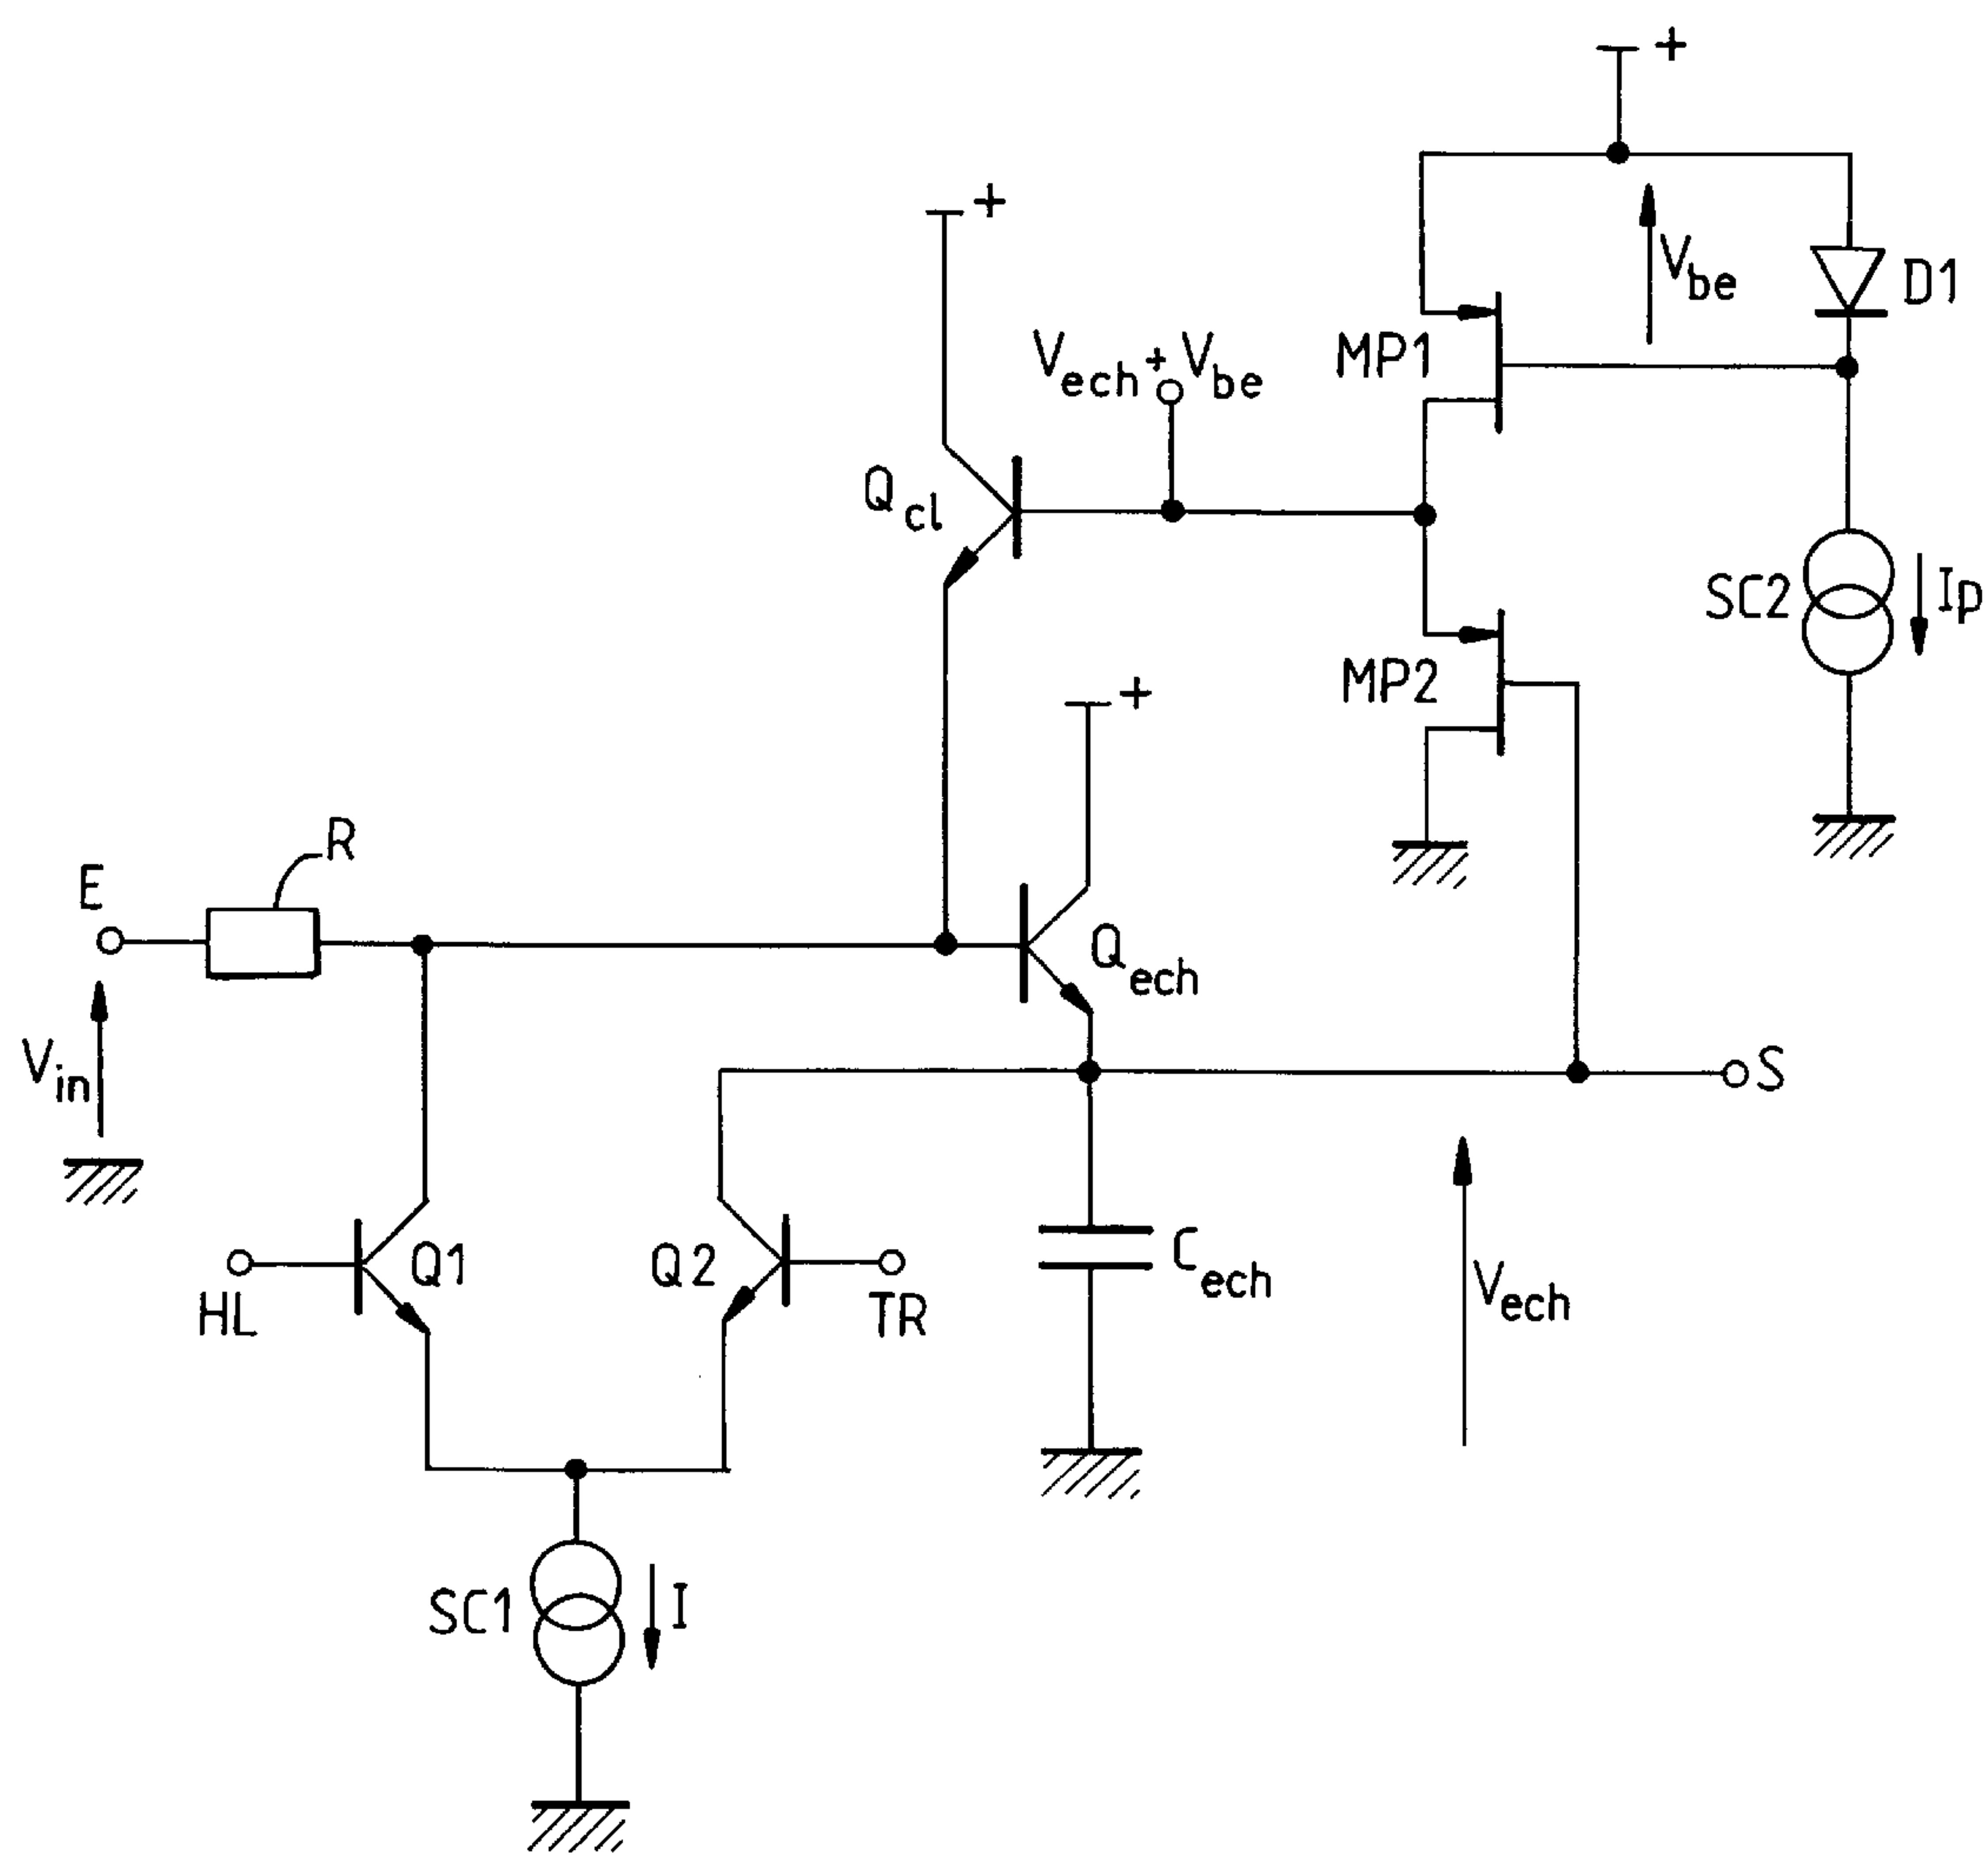 +
+
Vbe
D1
MP1
Vech + Vbe
Qcl
SC2
Ip
MP2
+
R
E
Qech
Vin
S
Q1
Q2
Cech
HL
TR
Vech
SC1
I